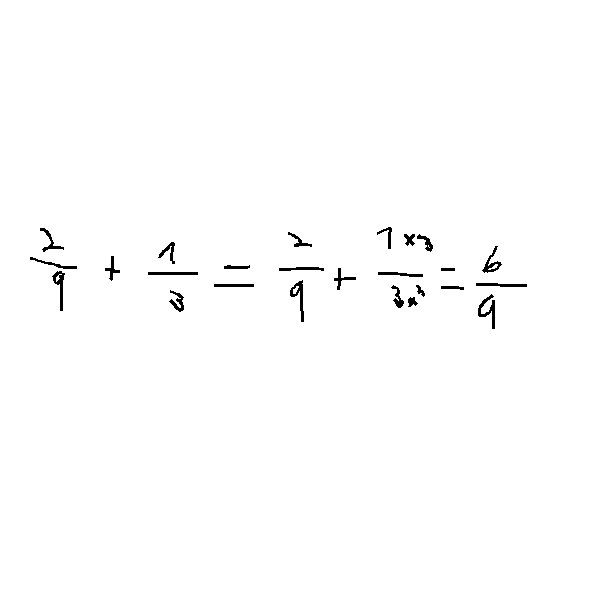 2/9 + 1/3 = 2/9 + 1×3/3×3 = 6/9